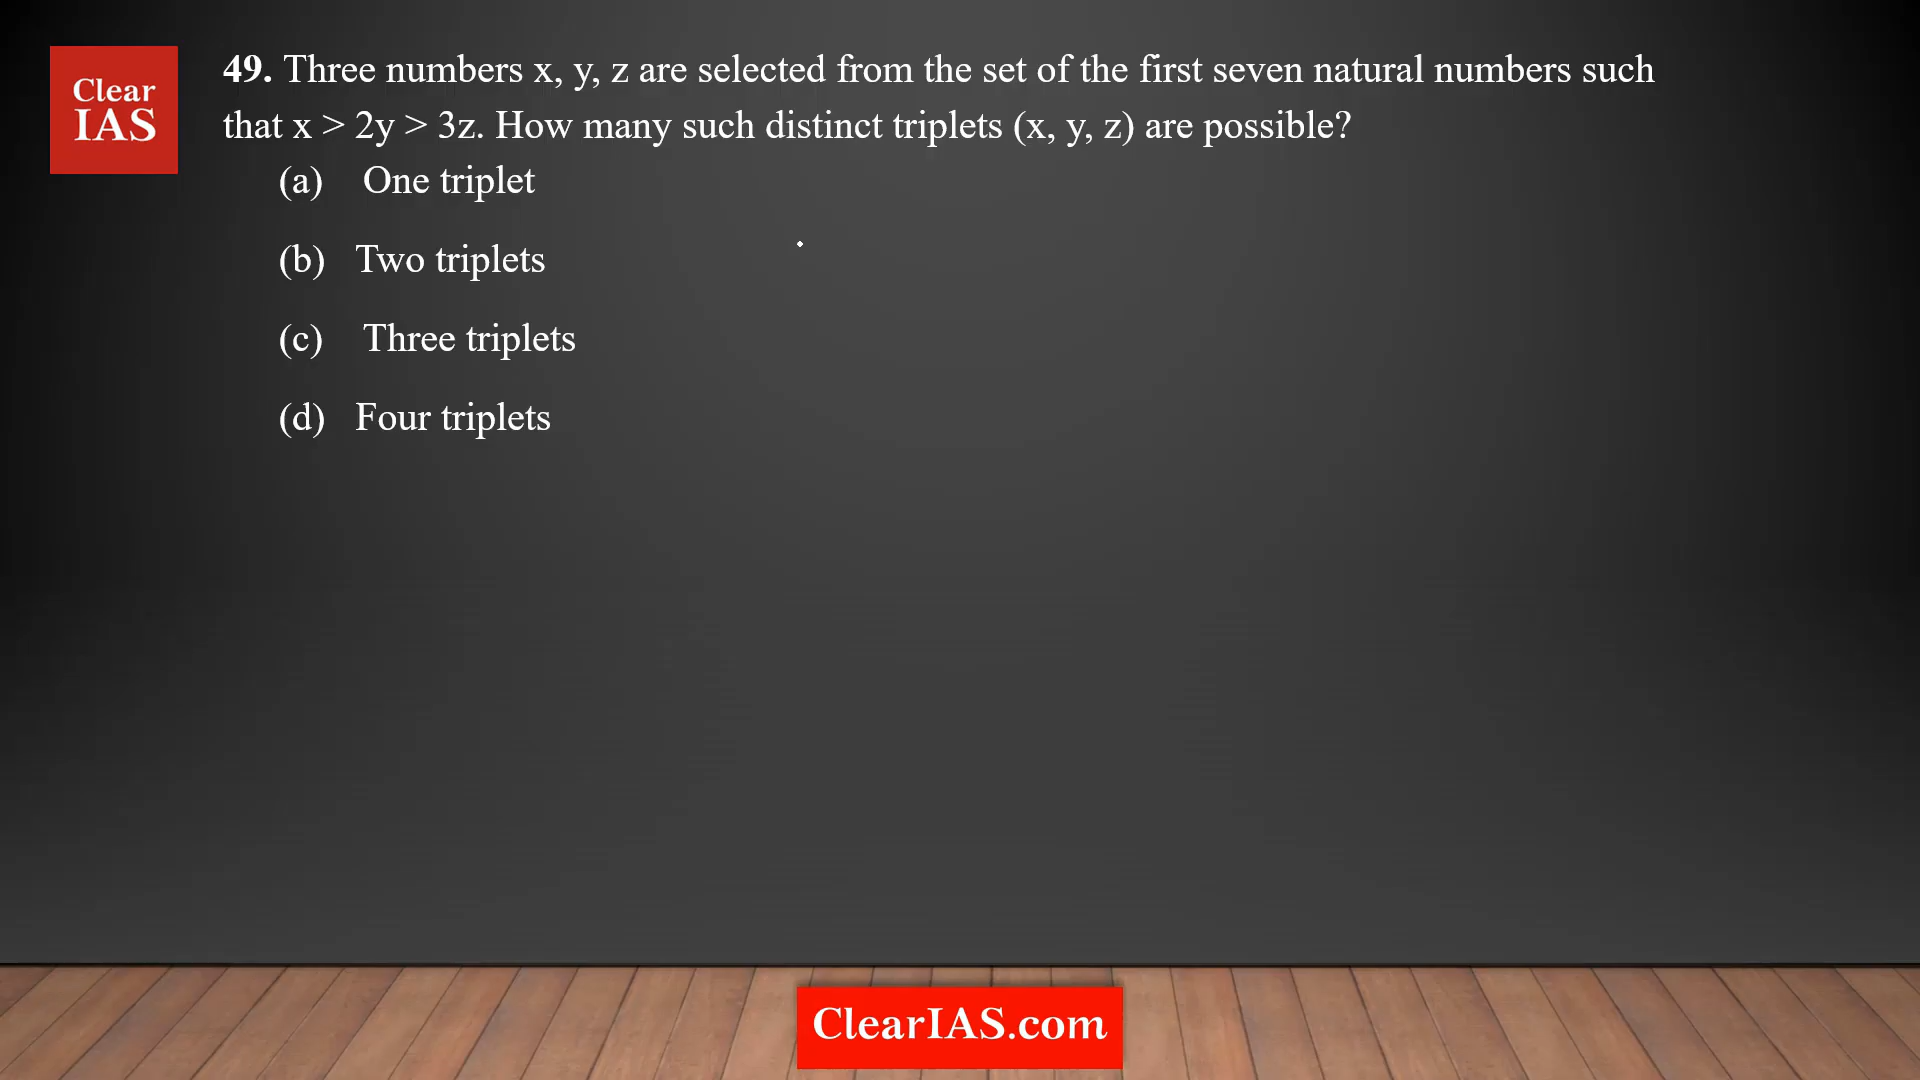 Clear
IAS
49. Three numbers x, y, z are selected from the set of the first seven natural numbers such
that x > 2y > 3z. How many such distinct triplets (x, y, z) are possible?
(a) One triplet
(b) Two triplets
(c) Three triplets
(d) Four triplets
ClearIAS.com